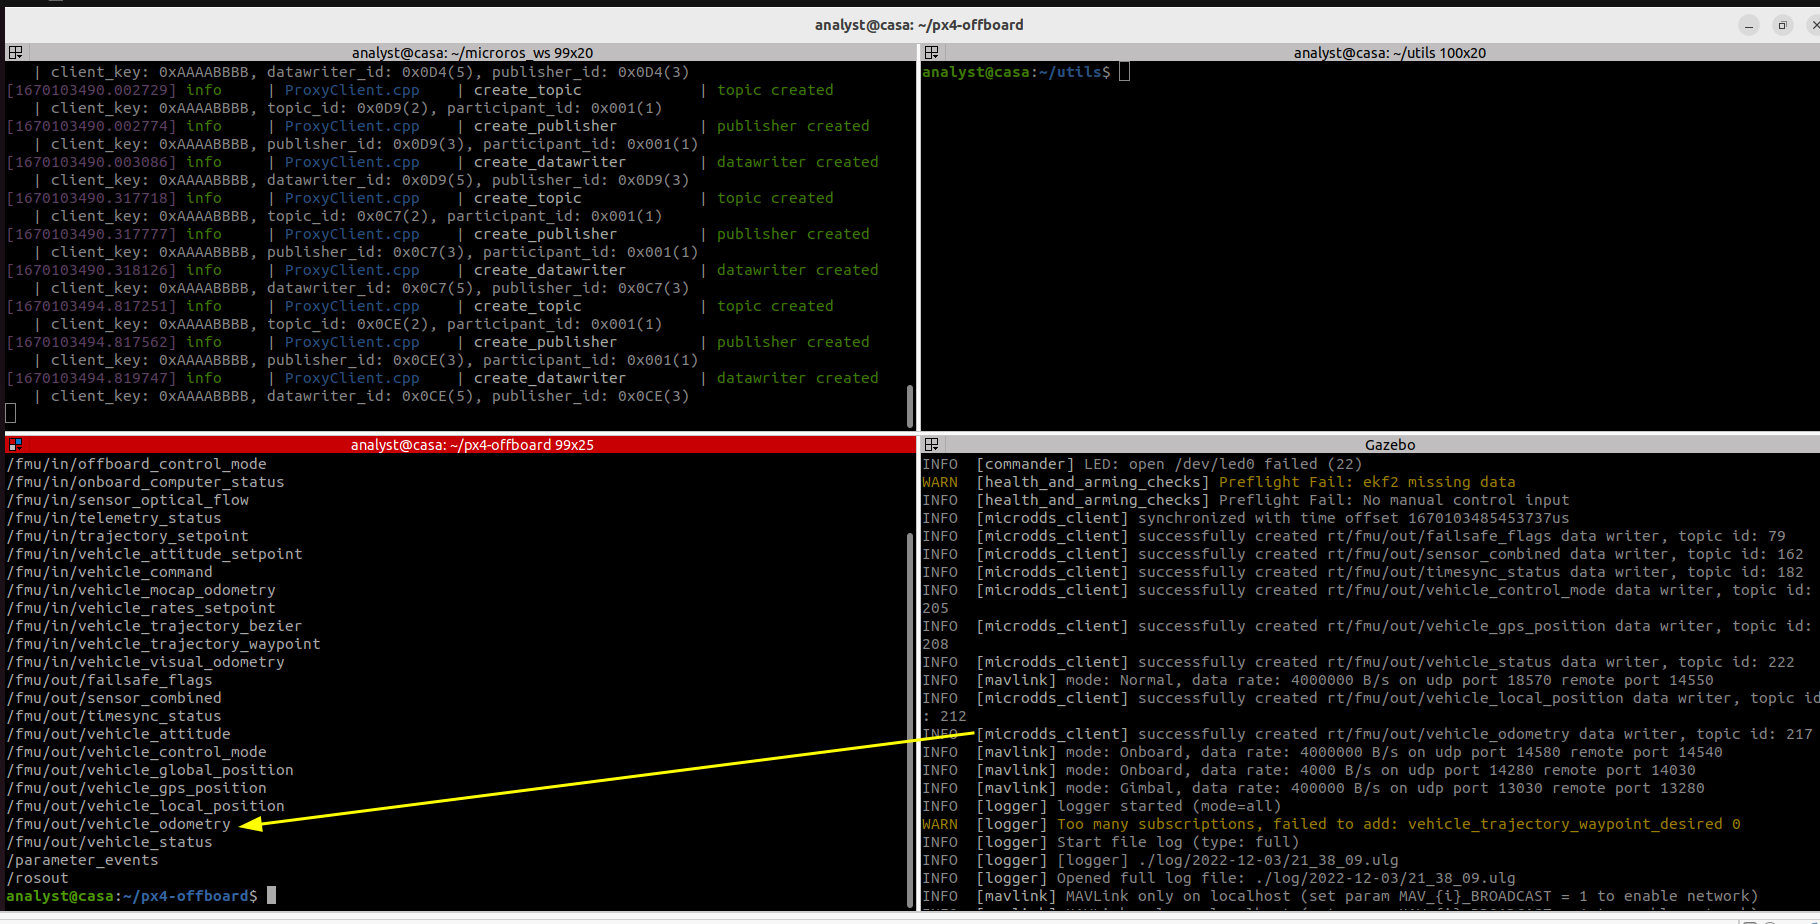 analyst@casa: ~/px4-offboard
analyst@casa: ~/microros_ws 99x20
| client_key: 0xAAAABBBB, datawriter_id: 0x0D4(5), publisher_id: 0x0D4(3)
[1670103490.002729] info | ProxyClient.cpp | create_topic | topic created
| client_key: 0xAAAABBBB, topic_id: 0x0D9(2), participant_id: 0x001(1)
[1670103490.002774] info | ProxyClient.cpp | create_publisher | publisher created
| client_key: 0xAAAABBBB, publisher_id: 0x0D9(3), participant_id: 0x001(1)
[1670103490.003086] info | ProxyClient.cpp | create_datawriter | datawriter created
| client_key: 0xAAAABBBB, datawriter_id: 0x0D9(5), publisher_id: 0x0D9(3)
[1670103490.317718] info | ProxyClient.cpp | create_topic | topic created
| client_key: 0xAAAABBBB, topic_id: 0x0C7(2), participant_id: 0x001(1)
[1670103490.317777] info | ProxyClient.cpp | create_publisher | publisher created
| client_key: 0xAAAABBBB, publisher_id: 0x0C7(3), participant_id: 0x001(1)
[1670103490.318126] info | ProxyClient.cpp | create_datawriter | datawriter created
| client_key: 0xAAAABBBB, datawriter_id: 0x0C7(5), publisher_id: 0x0C7(3)
[1670103494.817251] info | ProxyClient.cpp | create_topic | topic created
| client_key: 0xAAAABBBB, topic_id: 0x0CE(2), participant_id: 0x001(1)
[1670103494.817562] info | ProxyClient.cpp | create_publisher | publisher created
| client_key: 0xAAAABBBB, publisher_id: 0x0CE(3), participant_id: 0x001(1)
[1670103494.819747] info | ProxyClient.cpp | create_datawriter | datawriter created
| client_key: 0xAAAABBBB, datawriter_id: 0x0CE(5), publisher_id: 0x0CE(3)
analyst@casa: ~/utils 100x20
analyst@casa:~/utils$
analyst@casa: ~/px4-offboard 99x25
/fmu/in/offboard_control_mode
/fmu/in/onboard_computer_status
/fmu/in/sensor_optical_flow
/fmu/in/telemetry_status
/fmu/in/trajectory_setpoint
/fmu/in/vehicle_attitude_setpoint
/fmu/in/vehicle_command
/fmu/in/vehicle_mocap_odometry
/fmu/in/vehicle_rates_setpoint
/fmu/in/vehicle_trajectory_bezier
/fmu/in/vehicle_trajectory_waypoint
/fmu/in/vehicle_visual_odometry
/fmu/out/failsafe_flags
/fmu/out/sensor_combined
/fmu/out/timesync_status
/fmu/out/vehicle_attitude
/fmu/out/vehicle_control_mode
/fmu/out/vehicle_global_position
/fmu/out/vehicle_gps_position
/fmu/out/vehicle_local_position
/fmu/out/vehicle_odometry
/fmu/out/vehicle_status
/parameter_events
/rosout
analyst@casa:~/px4-offboard$
Gazebo
INFO [commander] LED: open /dev/led0 failed (22)
WARN [health_and_arming_checks] Preflight Fail: ekf2 missing data
INFO [health_and_arming_checks] Preflight Fail: No manual control input
INFO [microdds_client] synchronized with time offset 1670103485453737us
INFO [microdds_client] successfully created rt/fmu/out/failsafe_flags data writer, topic id: 79
INFO [microdds_client] successfully created rt/fmu/out/sensor_combined data writer, topic id: 162
INFO [microdds_client] successfully created rt/fmu/out/timesync_status data writer, topic id: 182
INFO [microdds_client] successfully created rt/fmu/out/vehicle_control_mode data writer, topic id:
205
INFO [microdds_client] successfully created rt/fmu/out/vehicle_gps_position data writer, topic id:
208
INFO [microdds_client] successfully created rt/fmu/out/vehicle_status data writer, topic id: 222
INFO [mavlink] mode: Normal, data rate: 4000000 B/s on udp port 18570 remote port 14550
INFO [microdds_client] successfully created rt/fmu/out/vehicle_local_position data writer, topic id
: 212
INFO [microdds_client] successfully created rt/fmu/out/vehicle_odometry data writer, topic id: 217
INFO [mavlink] mode: Onboard, data rate: 4000000 B/s on udp port 14580 remote port 14540
INFO [mavlink] mode: Onboard, data rate: 4000 B/s on udp port 14280 remote port 14030
INFO [mavlink] mode: Gimbal, data rate: 400000 B/s on udp port 13030 remote port 13280
INFO [logger] logger started (mode=all)
WARN [logger] Too many subscriptions, failed to add: vehicle_trajectory_waypoint_desired 0
INFO [logger] Start file log (type: full)
INFO [logger] [logger] ./log/2022-12-03/21_38_09.ulg
INFO [logger] Opened full log file: ./log/2022-12-03/21_38_09.ulg
INFO [mavlink] MAVLink only on localhost (set param MAV_{i}_BROADCAST = 1 to enable network)